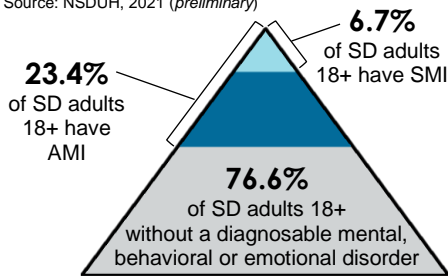 Source: NSDUH, 2021 (preliminary)
6.7%
of SD adults
18+ have SMI
23.4%
of SD adults
18+ have
AMI
76.6%
of SD adults 18+
without a diagnosable mental,
behavioral or emotional disorder